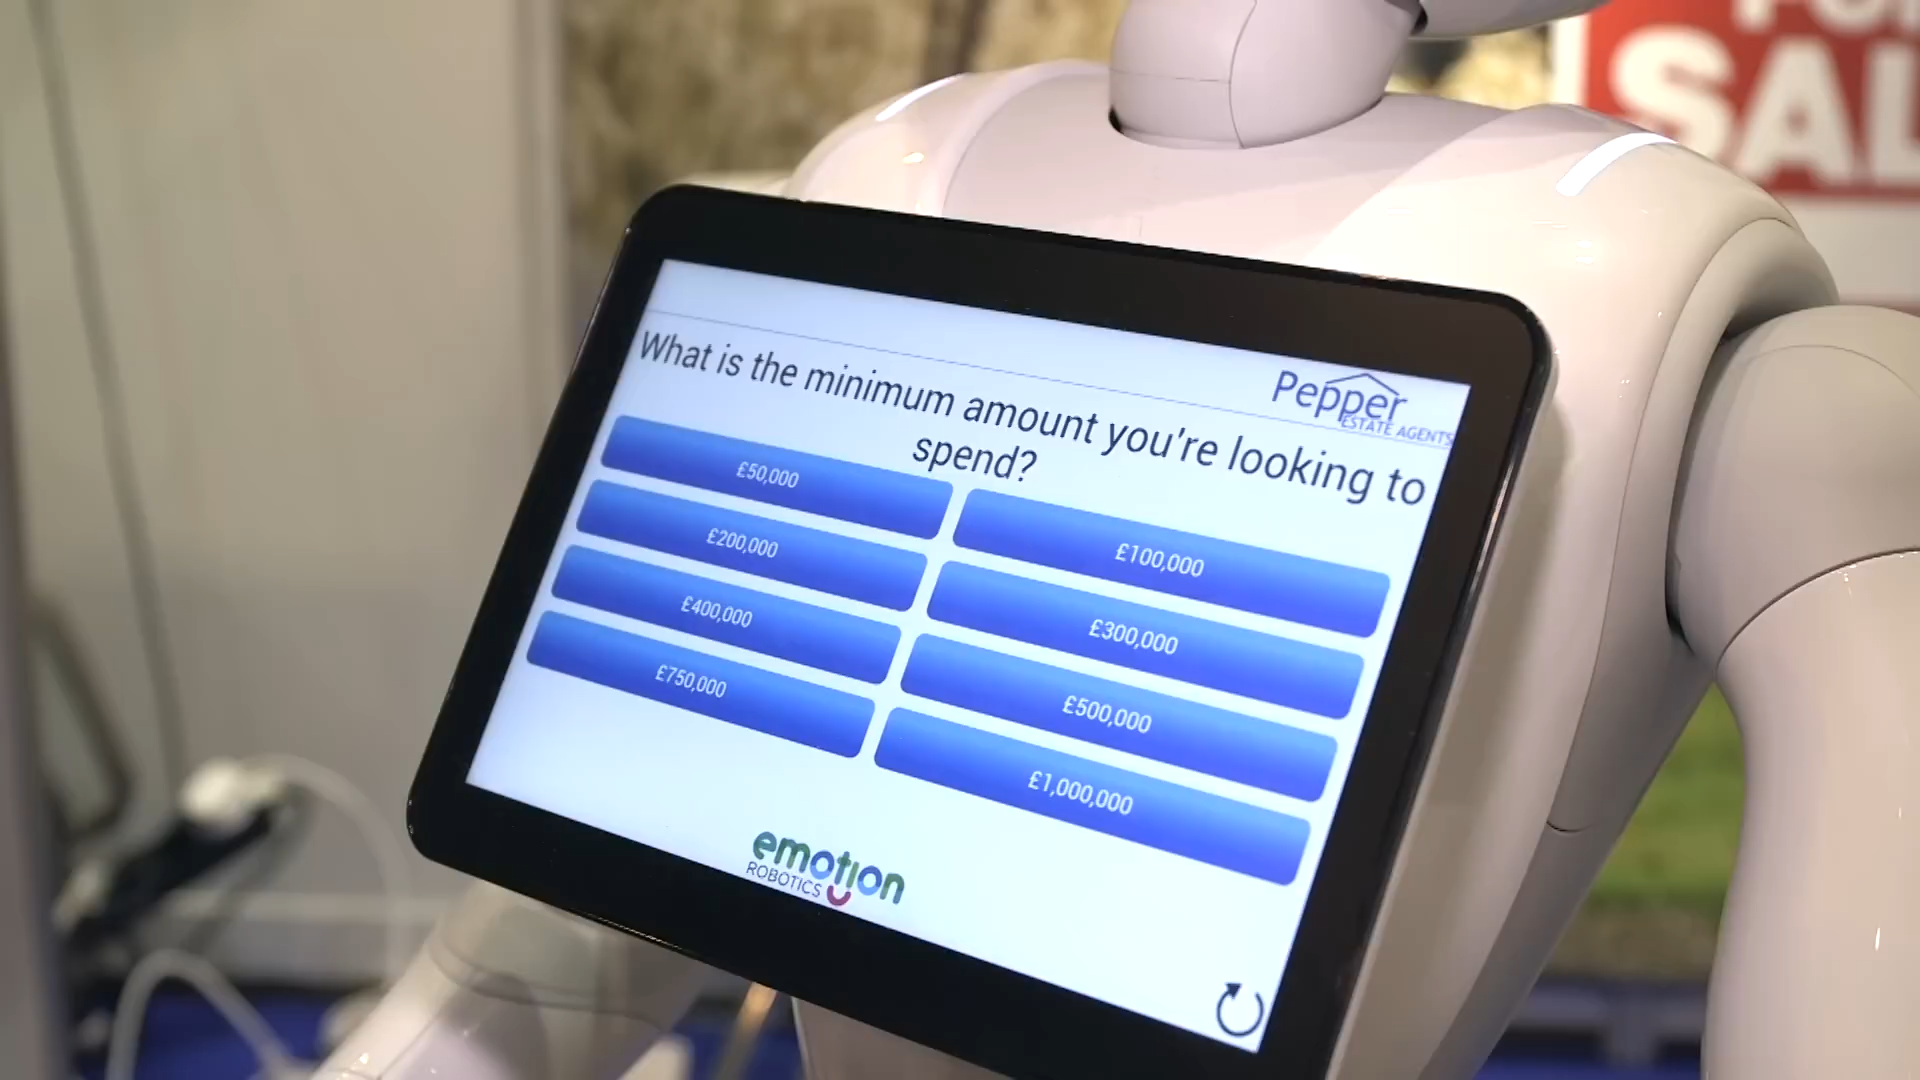 SAL
Pepper
ESTATE AGENTS
What is the minimum amount you're looking to
spend?
£50,000
£100,000
£200,000
£300,000
£400,000
£500,000
£750,000
£1,000,000
emotion
ROBOTICS